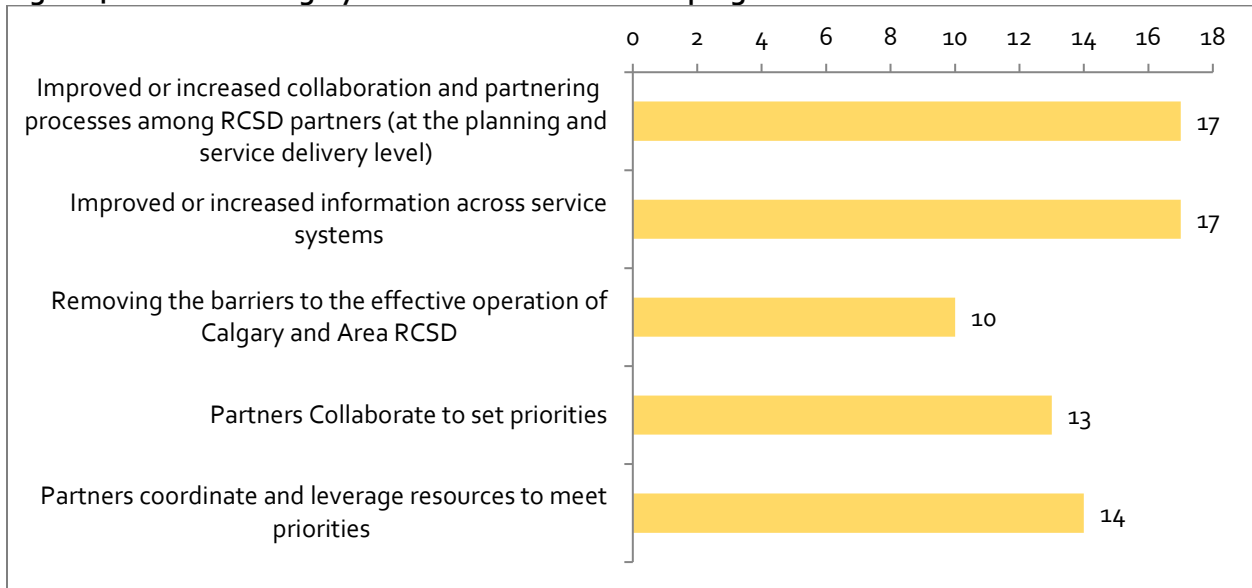 0 2 4 6 8 10 12 14 16 18
Improved or increased collaboration and partnering
processes among RCSD partners (at the planning and
service delivery level)
17
Improved or increased information across service
systems
17
Removing the barriers to the effective operation of
Calgary and Area RCSD
10
Partners Collaborate to set priorities
13
Partners coordinate and leverage resources to meet
priorities
14